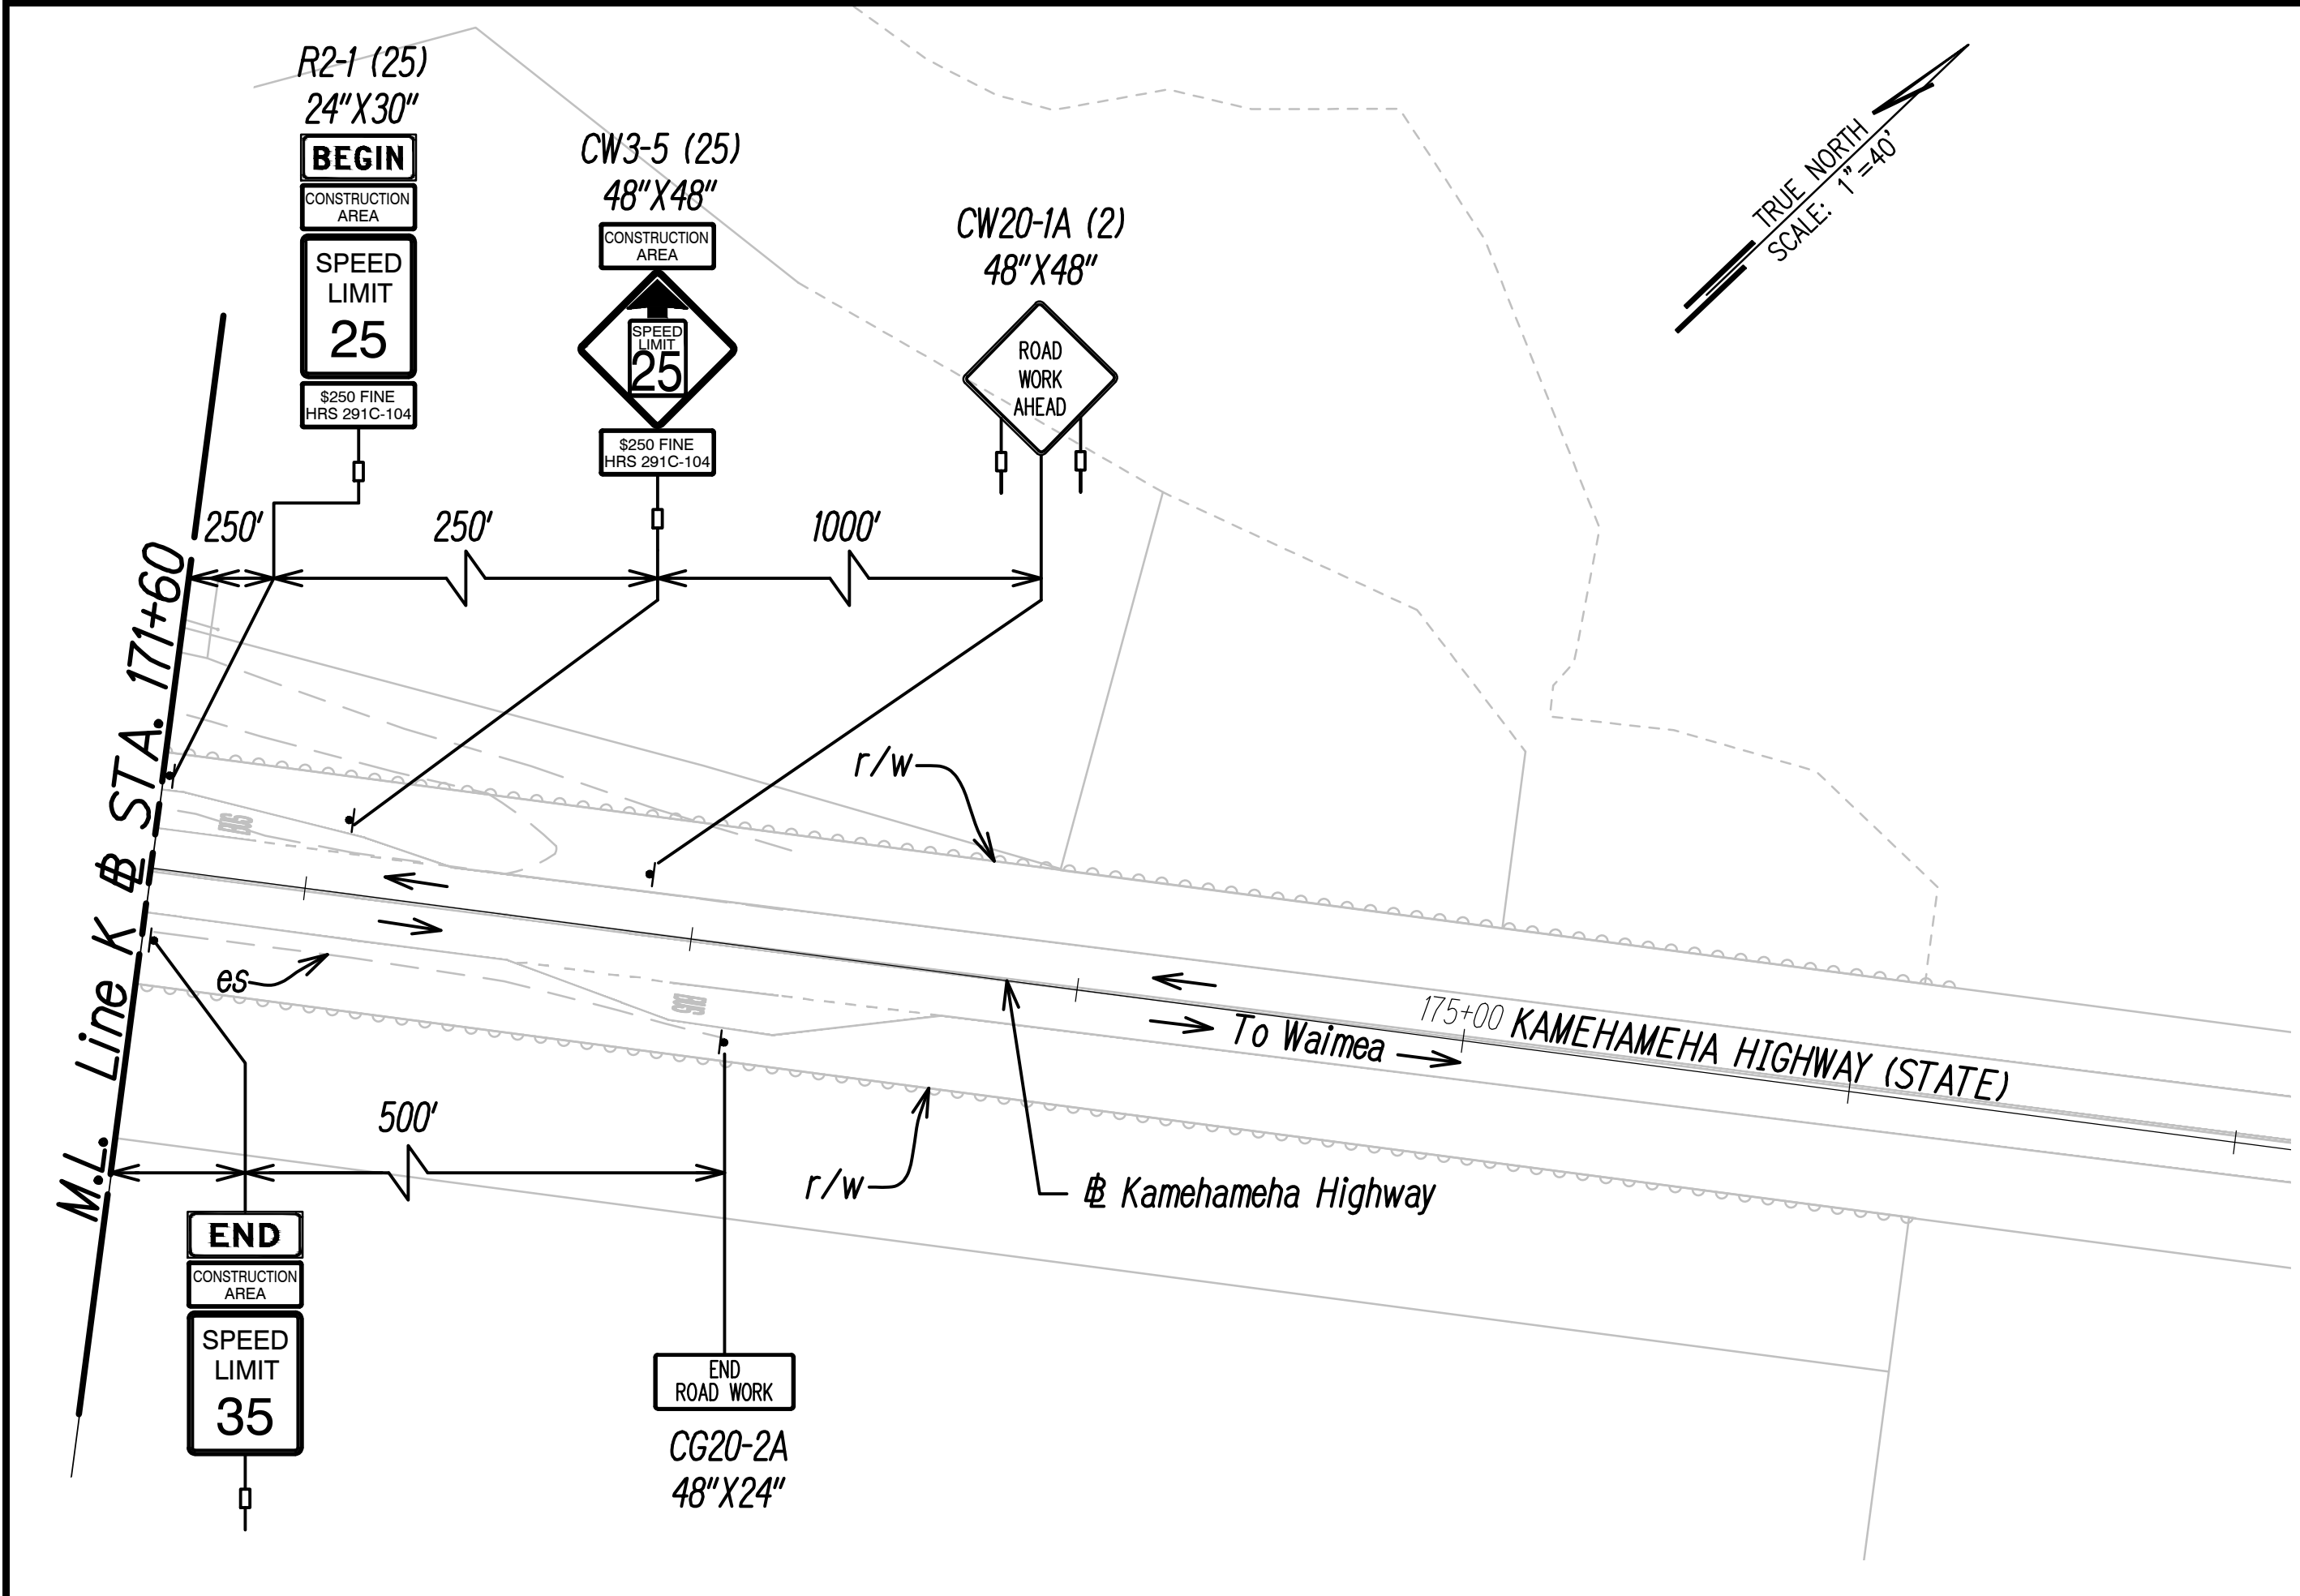 R2-1 (25)
24"X30"
BEGIN
CONSTRUCTION
AREA
SPEED
LIMIT
25
$250 FINE
HRS 291C-104
CW3-5 (25)
48"X48"
CONSTRUCTION
AREA
SPEED
LIMIT
25
$250 FINE
HRS 291C-104
CW20-1A (2)
48"X48"
ROAD
WORK
AHEAD
TRUE NORTH
SCALE: 1"=40'
250'
250'
1000'
M.L. Line K B STA. 171+60
r/w
es
To Waimea
175+00 KAMEHAMEHA HIGHWAY (STATE)
500'
r/w
B Kamehameha Highway
END
CONSTRUCTION
AREA
SPEED
LIMIT
35
END
ROAD WORK
CG20-2A
48"X24"